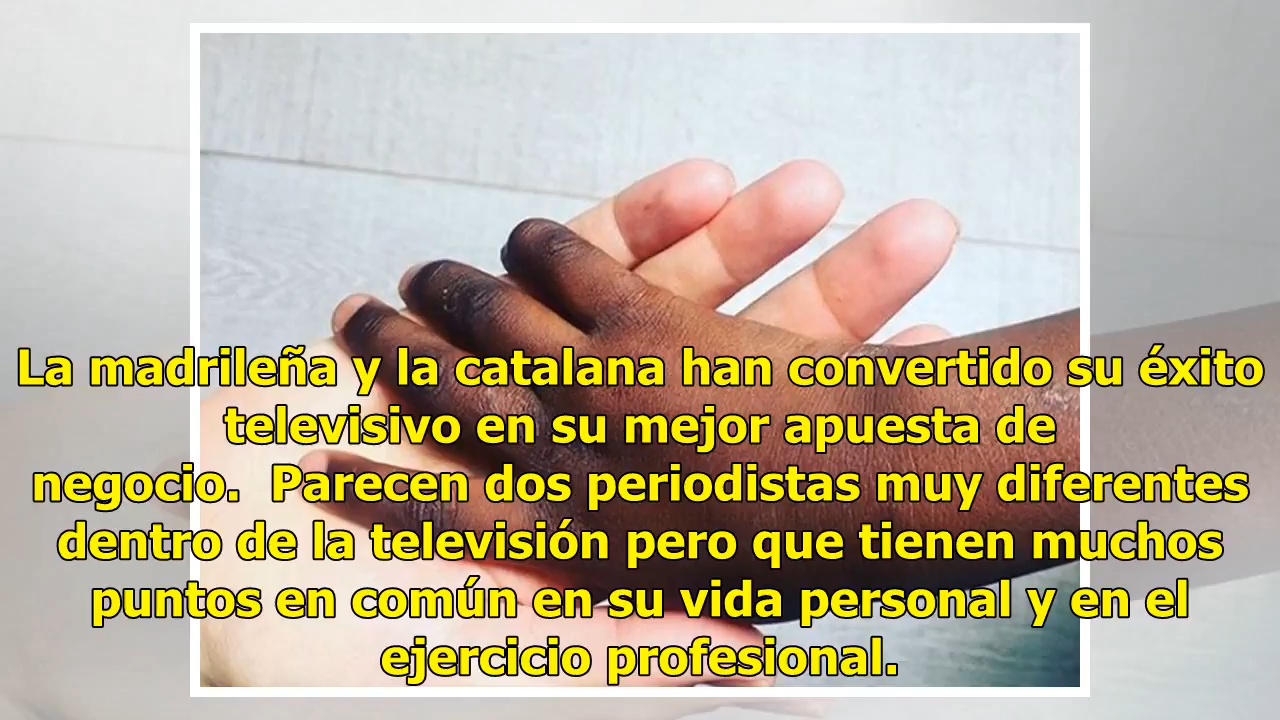 La madrileña y la catalana han convertido su éxito
televisivo en su mejor apuesta de
negocio.  Parecen dos periodistas muy diferentes
dentro de la televisión pero que tienen muchos
puntos en común en su vida personal y en el
ejercicio profesional.